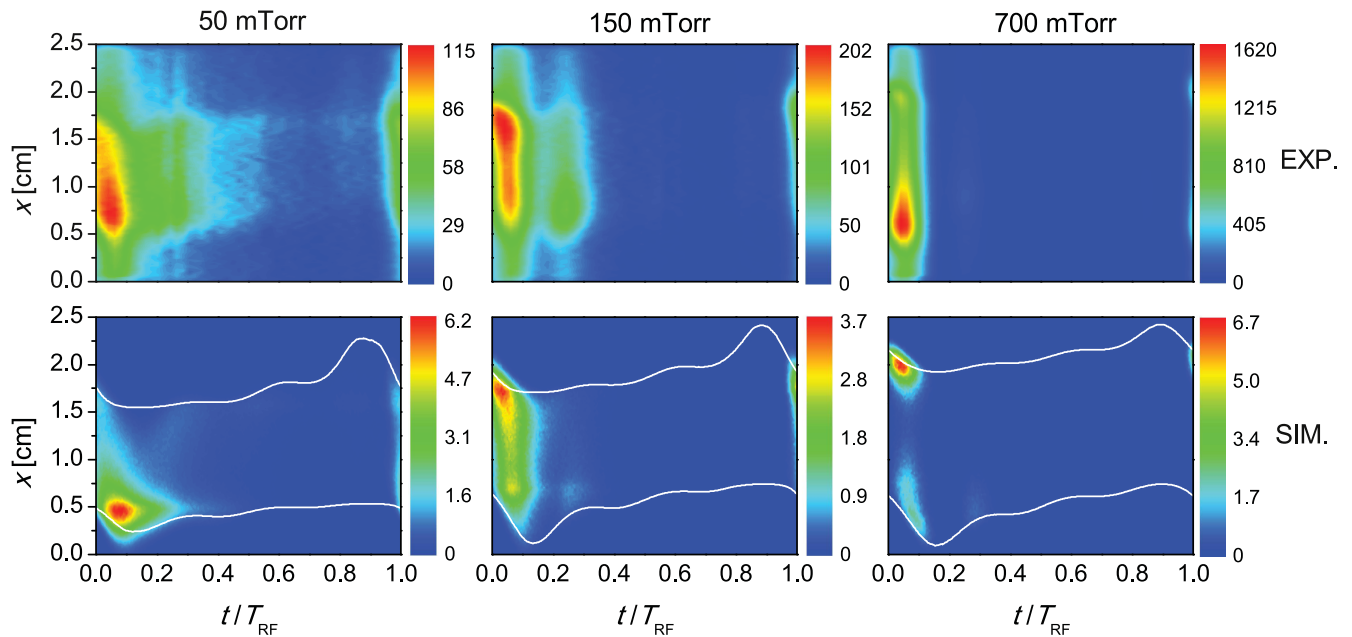 50 mTorr 150 mTorr 700 mTorr
2.5 115 202 1620
2.0
86 152 1215
1.5
x [cm] 58 101 810 EXP.
1.0
0.5 29 50 405
0.0 0 0 0
2.5 6.2 3.7 6.7
2.0 4.7 2.8 5.0
1.5
x [cm] 3.1 1.8 3.4 SIM.
1.0
1.6 0.9 1.7
0.5
0.0 0 0 0
0.0 0.2 0.4 0.6 0.8 1.0 0.0 0.2 0.4 0.6 0.8 1.0 0.0 0.2 0.4 0.6 0.8 1.0
t / TRF t / TRF t / TRF